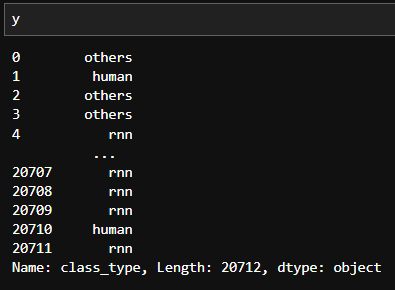 y
0 others
1 human
2 others
3 others
4 rnn
...
20707 rnn
20708 rnn
20709 rnn
20710 human
20711 rnn
Name: class_type, Length: 20712, dtype: object